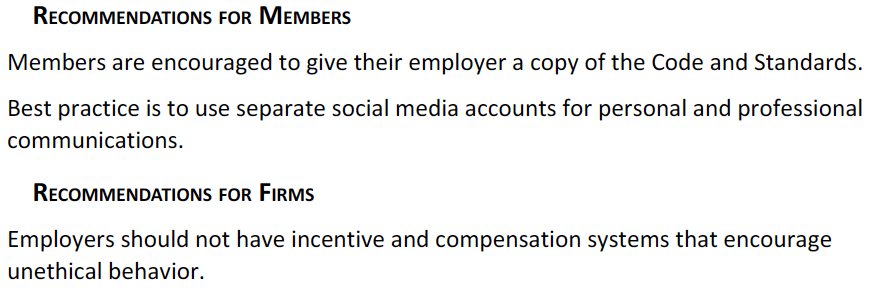 Recommendations for Members
Members are encouraged to give their employer a copy of the Code and Standards.
Best practice is to use separate social media accounts for personal and professional
communications.
Recommendations for Firms
Employers should not have incentive and compensation systems that encourage
unethical behavior.